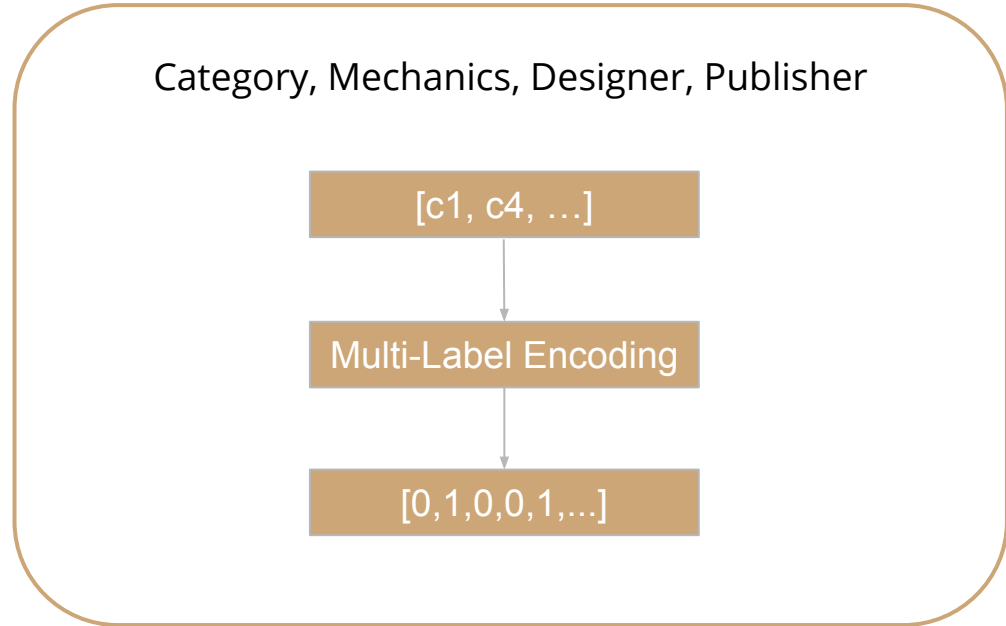 Category, Mechanics, Designer, Publisher
[c1, c4, …]
Multi-Label Encoding
[0,1,0,0,1,...]